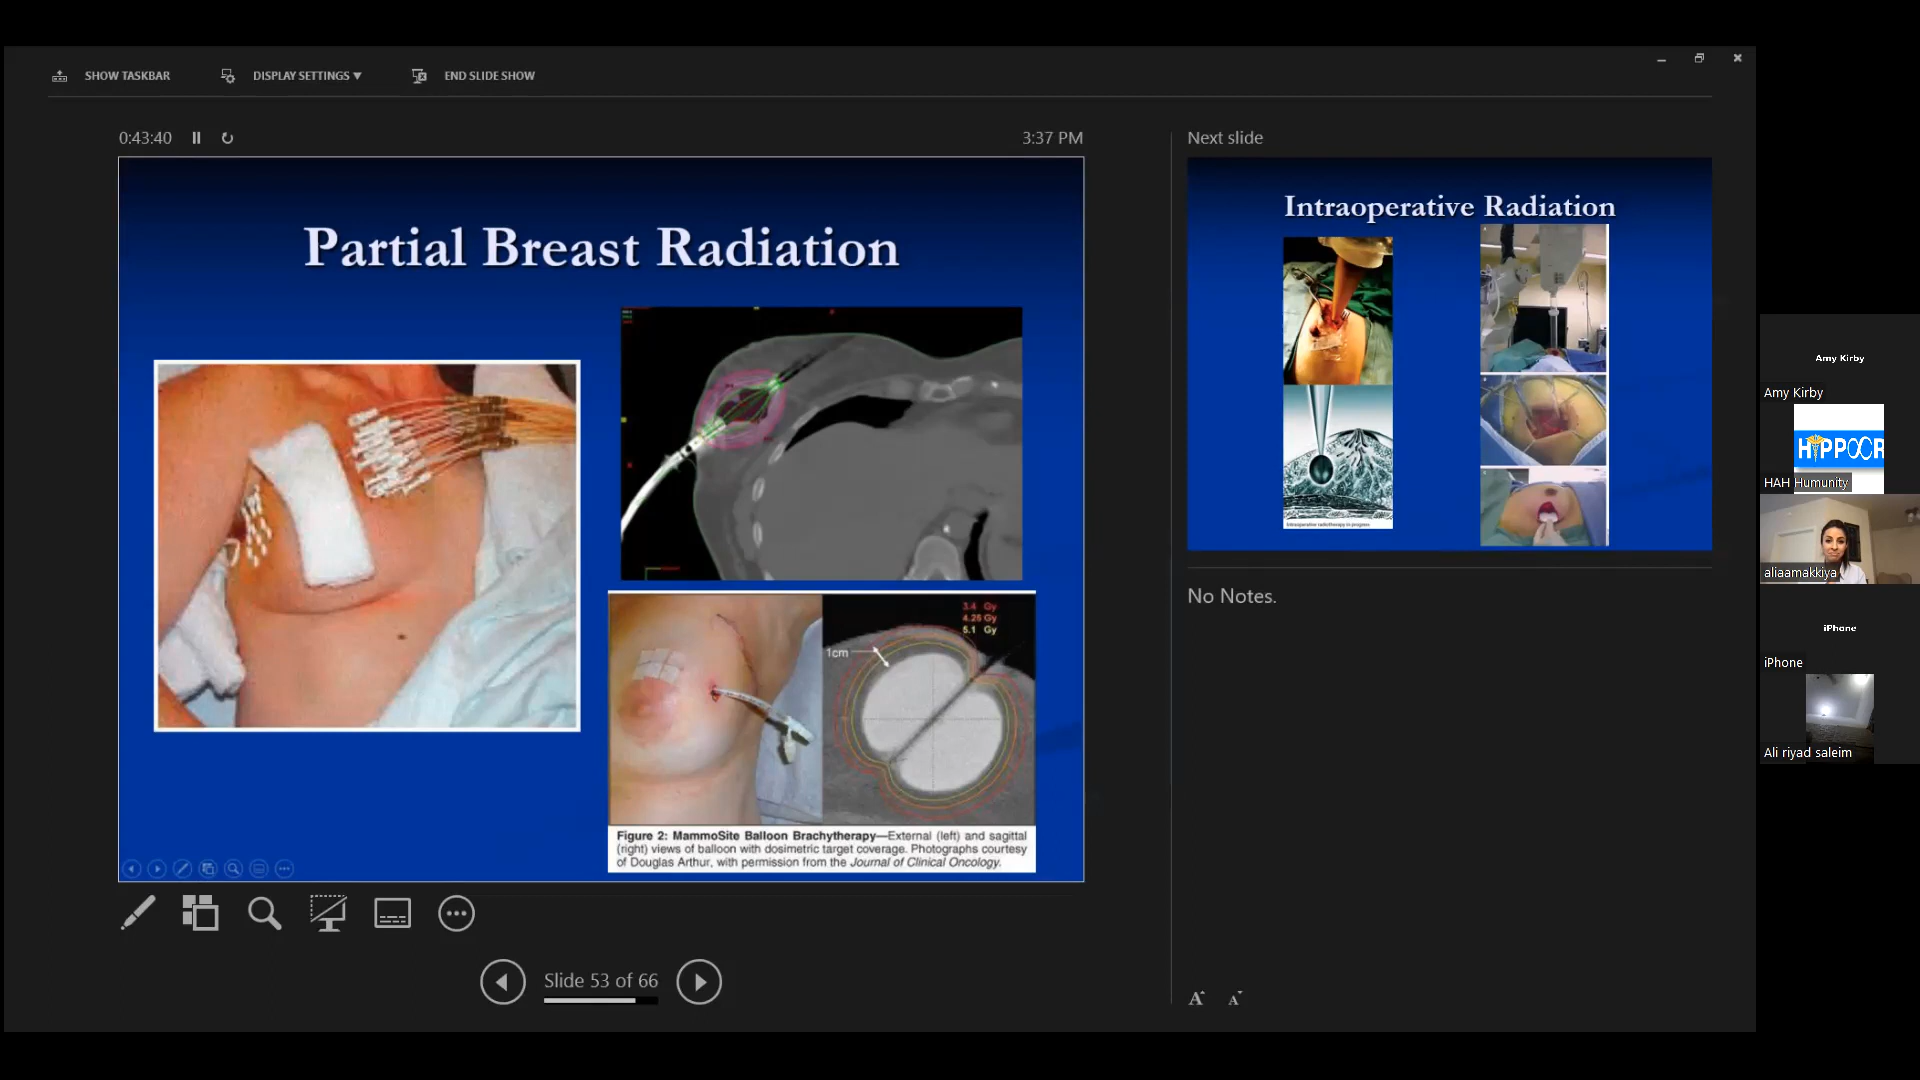 SHOW TASKBAR
DISPLAY SETTINGS ▼
END SLIDE SHOW
0:43:40
3:37 PM
Partial Breast Radiation
1cm
3.4 Gy
4.25 Gy
5.1 Gy
Figure 2: MammoSite Balloon Brachytherapy—External (left) and sagittal
(right) views of balloon with dosimetric target coverage. Photographs courtesy
of Douglas Arthur, with permission from the Journal of Clinical Oncology.
Slide 53 of 66
Next slide
Intraoperative Radiation
Intraoperative radiotherapy in progress
No Notes.
A A
Amy Kirby
Amy Kirby
HIPPOCR
HAH Humunity
aliaamakkiya
iPhone
iPhone
Ali riyad saleim